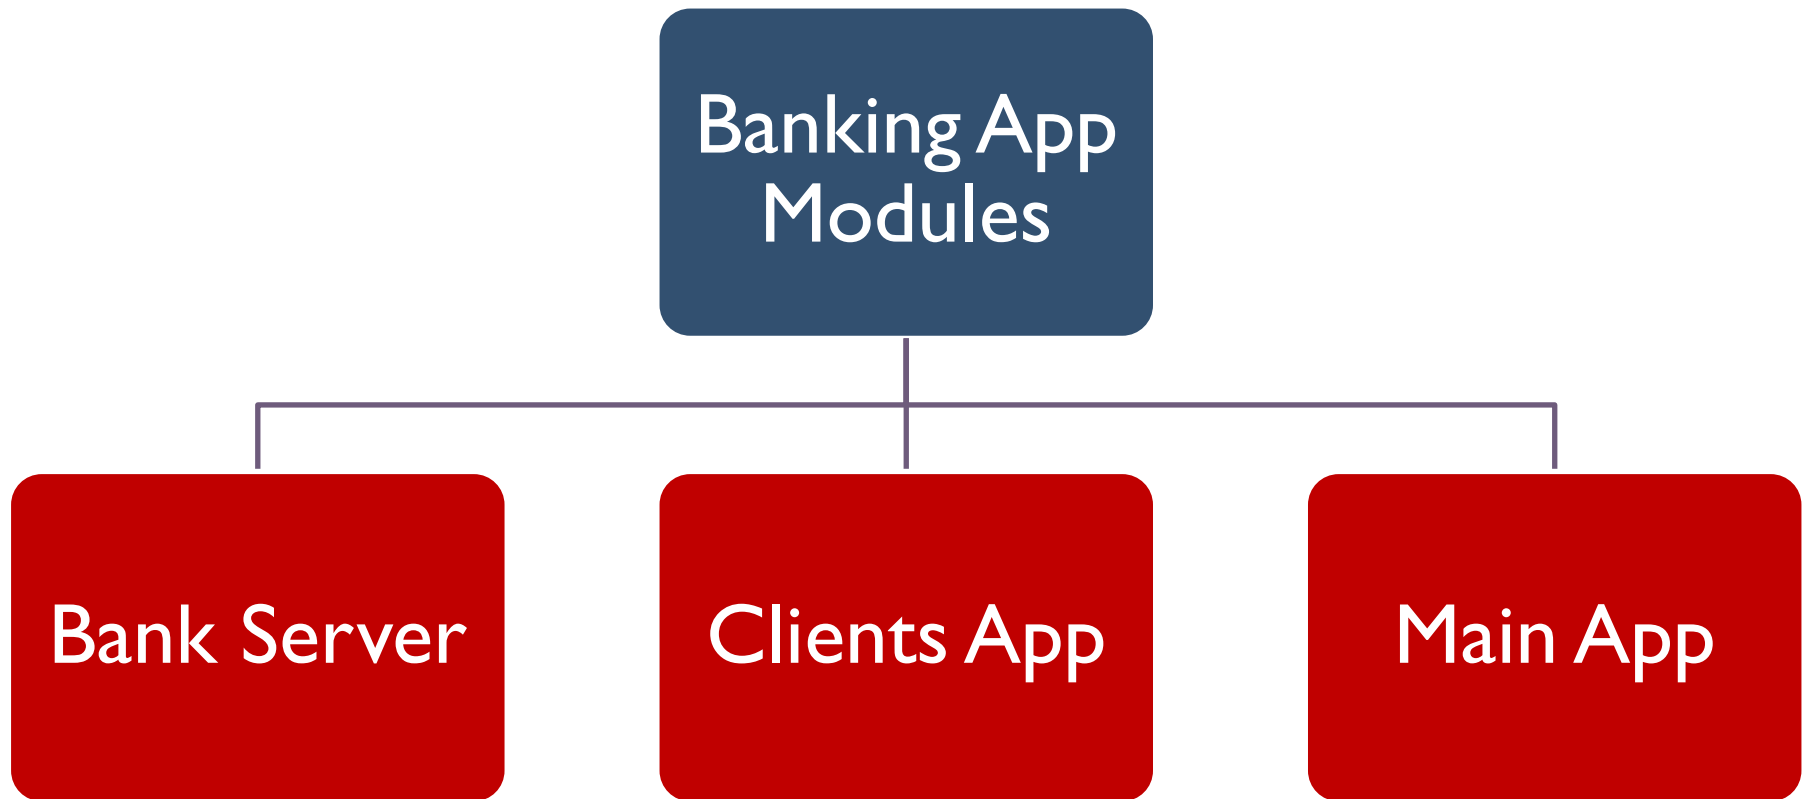 Banking App
Modules
Bank Server
Clients App
Main App